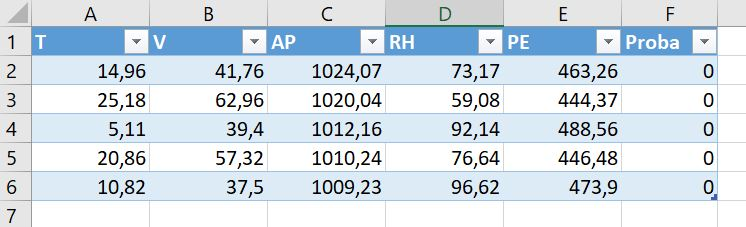 A B C D E F
1 T V AP RH PE Proba
2 14,96 41,76 1024,07 73,17 463,26 0
3 25,18 62,96 1020,04 59,08 444,37 0
4 5,11 39,4 1012,16 92,14 488,56 0
5 20,86 57,32 1010,24 76,64 446,48 0
6 10,82 37,5 1009,23 96,62 473,9 0
7